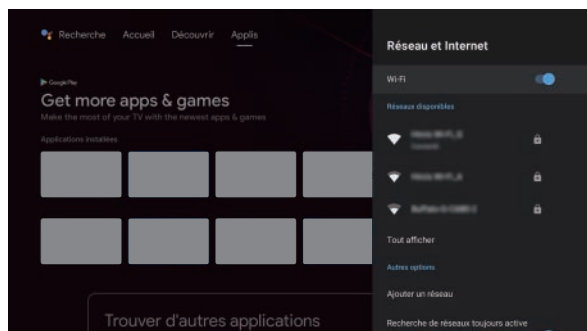 Recherche Accueil Découvrir Applis
Google Play
Get more apps & games
Make the most of your TV with the newest apps & games
Applications installées
Trouver d'autres applications
Réseau et Internet
Wi-Fi
Réseaux disponibles
Tout afficher
Autres options
Ajouter un réseau
Recherche de réseaux toujours active